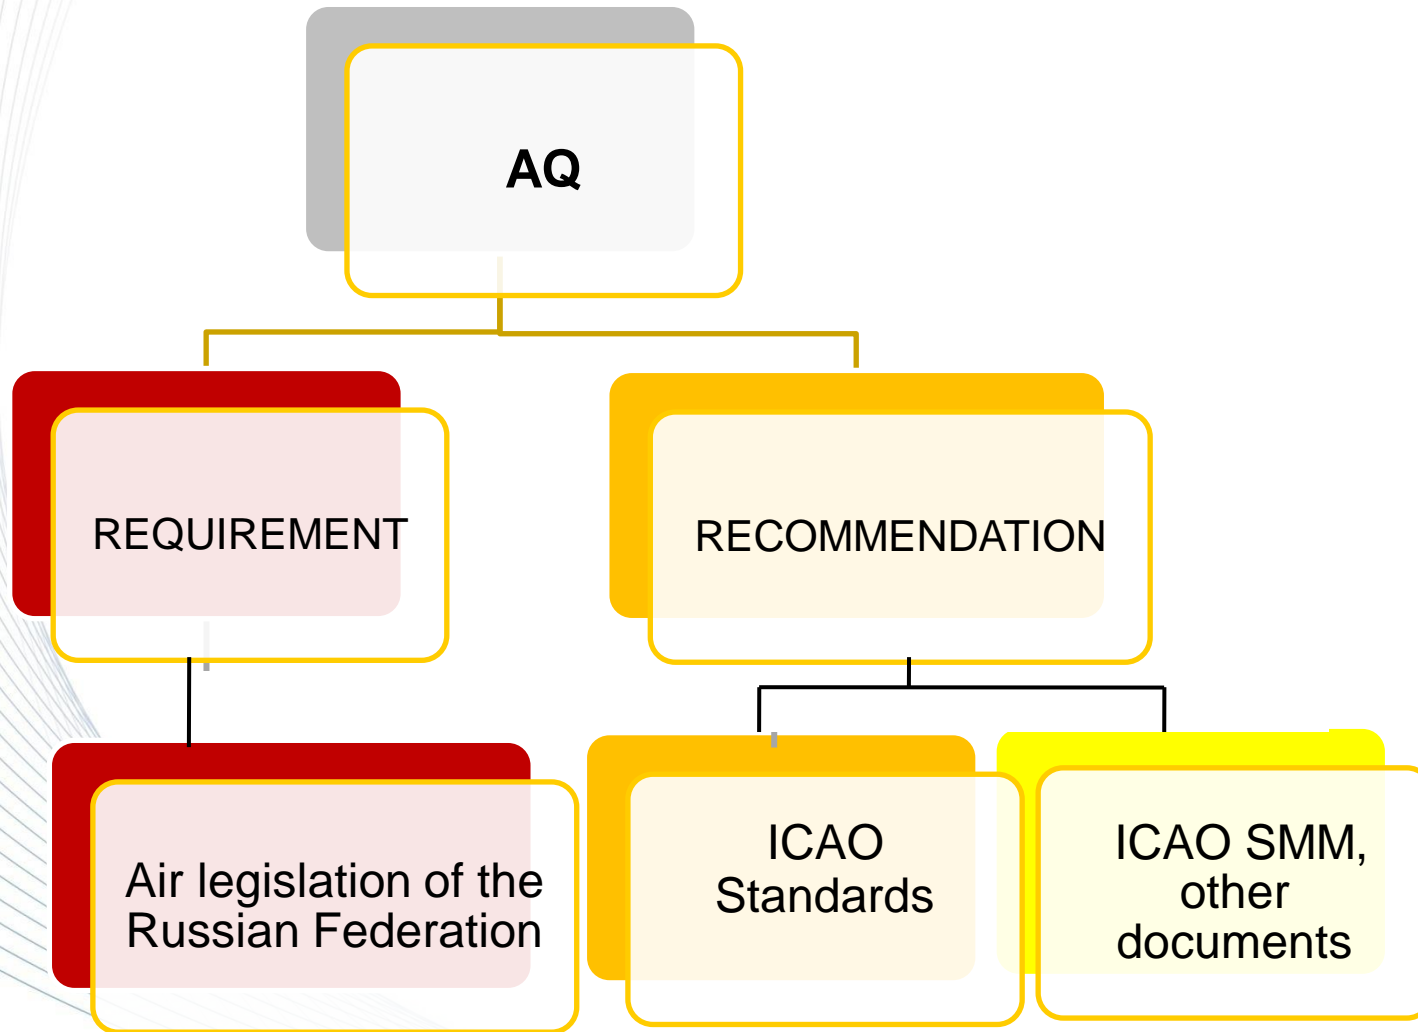 AQ
REQUIREMENT
RECOMMENDATION
Air legislation of the
Russian Federation
ICAO
Standards
ICAO SMM,
other
documents